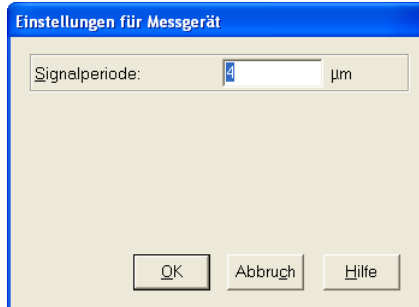 Einstellungen für Messgerät
Signalperiode: 4 µm
OK Abbruch Hilfe